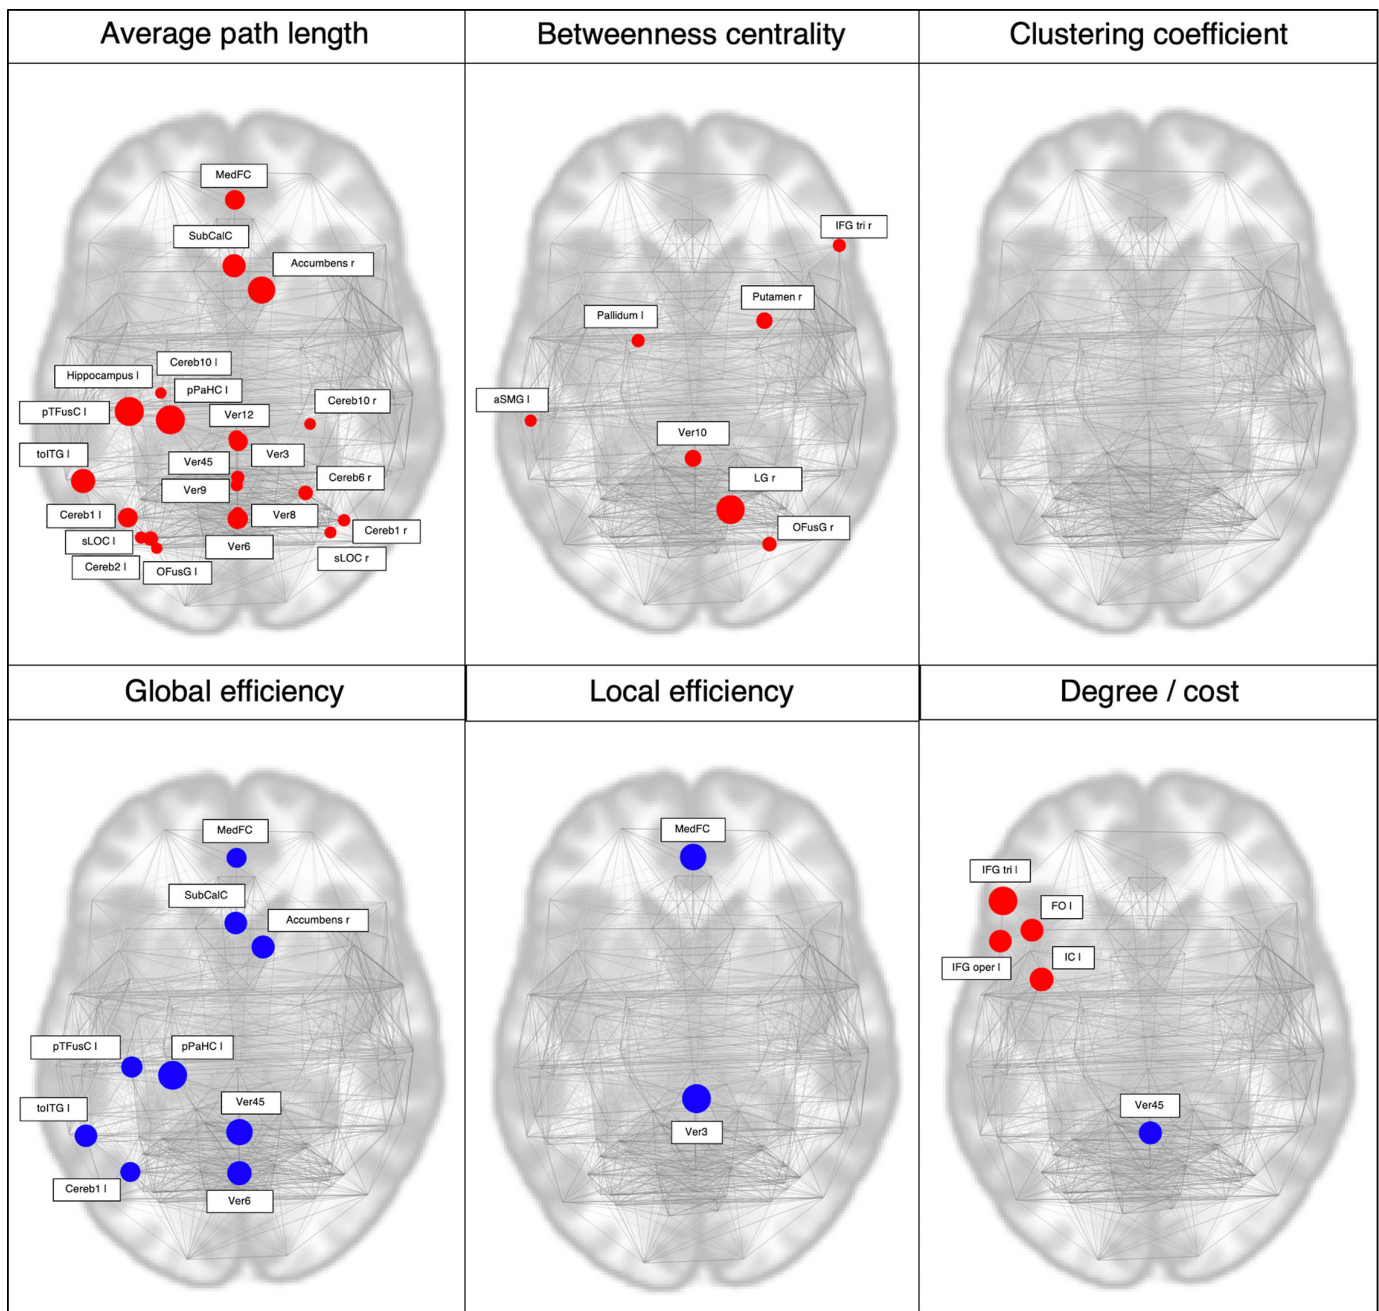 Average path length
Betweenness centrality
Clustering coefficient
MedFC
SubCalC
Accumbens r
Cereb10 l
Hippocampus l
pPaHC l
Cereb10 r
pTFusC l
Ver12
toITG l
Ver3
Ver45
Cereb6 r
Ver9
Cereb1 l
Ver8
Cereb1 r
sLOC l
Ver6
sLOC r
Cereb2 l
OFusG l
IFG tri r
Putamen r
Pallidum l
aSMG l
Ver10
LG r
OFusG r
Global efficiency
Local efficiency
Degree / cost
MedFC
SubCalC
Accumbens r
pTFusC l
pPaHC l
Ver45
toITG l
Cereb1 l
Ver6
MedFC
Ver3
IFG tri l
FO l
IFG oper l
IC l
Ver45